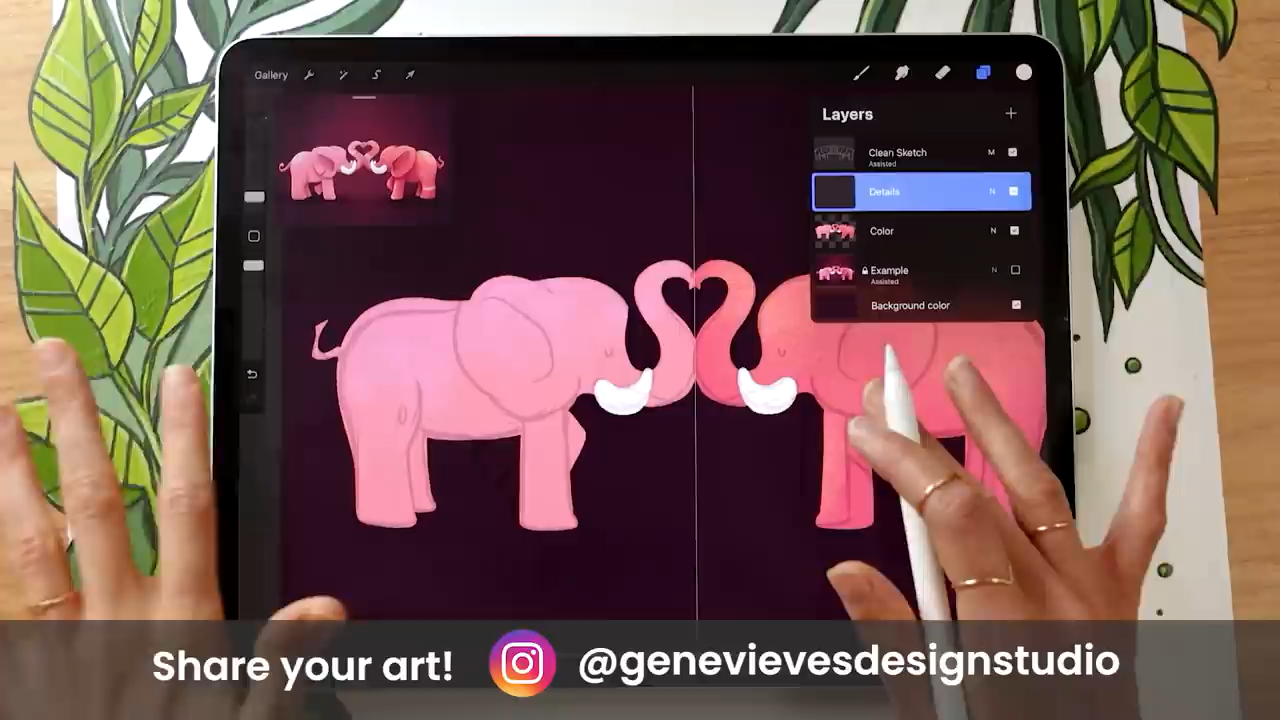 Gallery
Layers
Clean Sketch M
Assisted
Details N
Color N
Example N
Assisted
Background color
Share your art! @genevievesdesignstudio